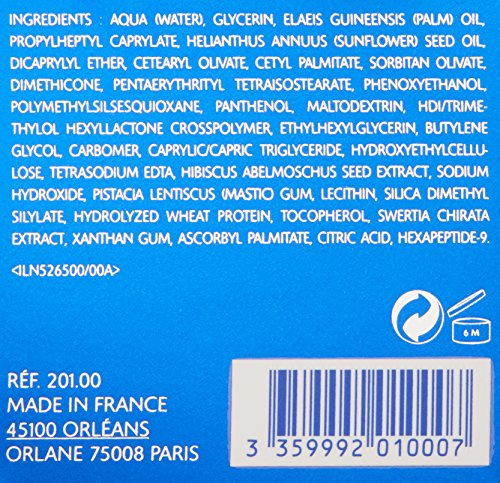 INGREDIENTS : AQUA (WATER), GLYCERIN, ELAEIS GUINEENSIS (PALM) OIL,
PROPYLHEPTYL CAPRYLATE, HELIANTHUS ANNUUS (SUNFLOWER) SEED OIL,
DICAPRYLYL ETHER, CETEARYL OLIVATE, CETYL PALMITATE, SORBITAN OLIVATE,
DIMETHICONE, PENTAERYTHRITYL TETRAISOSTEARATE, PHENOXYETHANOL,
POLYMETHYLSILSESQUIOXANE, PANTHENOL, MALTODEXTRIN, HDI/TRIME-
THYLOL HEXYLLACTONE CROSSPOLYMER, ETHYLHEXYLGLYCERIN, BUTYLENE
GLYCOL, CARBOMER, CAPRYLIC/CAPRIC TRIGLYCERIDE, HYDROXYETHYLCELLU-
LOSE, TETRASODIUM EDTA, HIBISCUS ABELMOSCHUS SEED EXTRACT, SODIUM
HYDROXIDE, PISTACIA LENTISCUS (MASTIC) GUM, LECITHIN, SILICA DIMETHYL
SILYLATE, HYDROLYZED WHEAT PROTEIN, TOCOPHEROL, SWERTIA CHIRATA
EXTRACT, XANTHAN GUM, ASCORBYL PALMITATE, CITRIC ACID, HEXAPEPTIDE-9.
<ILN526500/00A>
6 M
RÉF. 201.00
MADE IN FRANCE
45100 ORLÉANS
ORLANE 75008 PARIS
3 359992 010007